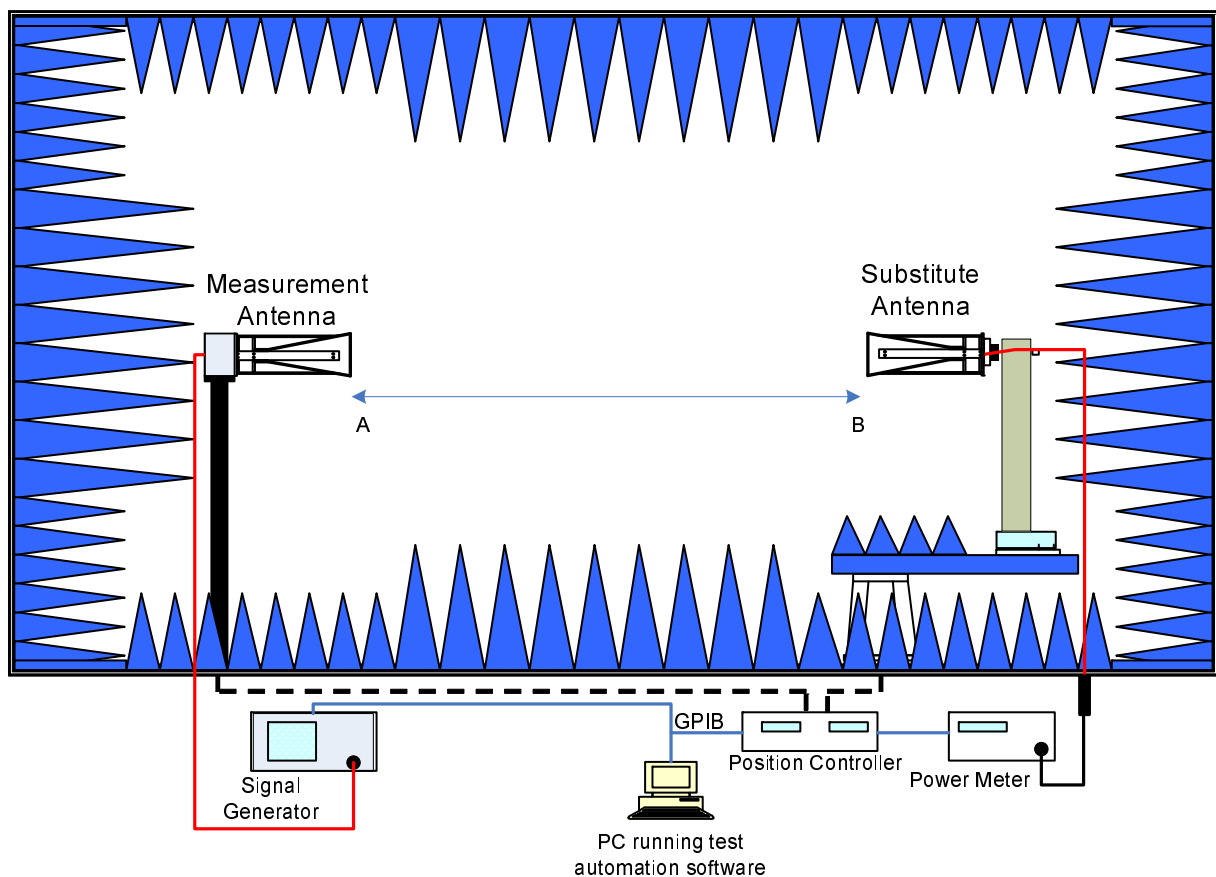 Measurement
Antenna
Substitute
Antenna
A
B
GPIB
Signal
Generator
Position Controller
Power Meter
PC running test
automation software